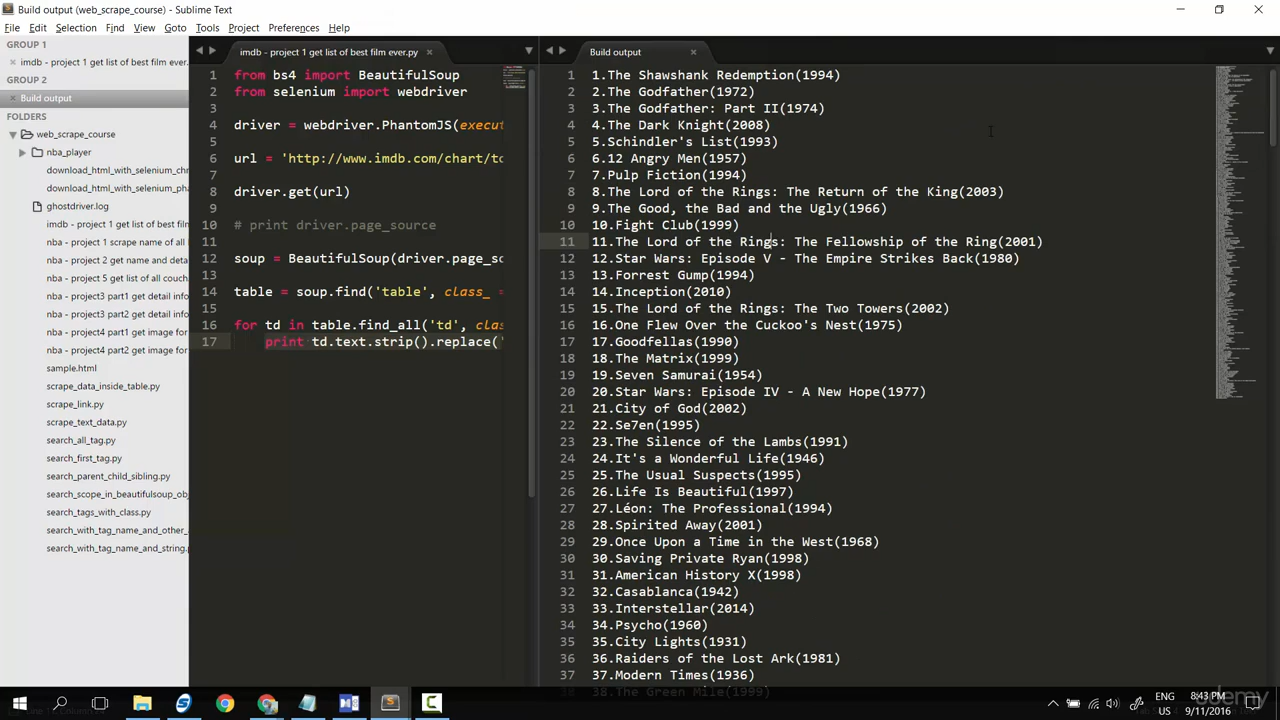 Build output (web_scrape_course) - Sublime Text
File Edit Selection Find View Goto Tools Project Preferences Help
GROUP 1
imdb - project 1 get list of best film ever.
GROUP 2
Build output
FOLDERS
web_scrape_course
nba_player
download_html_with_selenium_chr
download_html_with_selenium_pha
ghostdriver.log
imdb - project 1 get list of best film
nba - project 1 scrape name of all
nba - project 2 get name and detai
nba - project 5 get list of all couch
nba - project3 part1 get detail info
nba - project3 part2 get detail info
nba - project4 part1 get image for
nba - project4 part2 get image for
sample.html
scrape_data_inside_table.py
scrape_link.py
scrape_text_data.py
search_all_tag.py
search_first_tag.py
search_parent_child_sibling.py
search_scope_in_beautifulsoup_obj
search_tags_with_class.py
search_with_tag_name_and_other_
search_with_tag_name_and_string.
imdb - project 1 get list of best film ever.py
1 from bs4 import BeautifulSoup
2 from selenium import webdriver
3
4 driver = webdriver.PhantomJS(execut
5
6 url = 'http://www.imdb.com/chart/to
7
8 driver.get(url)
9
10 # print driver.page_source
11
12 soup = BeautifulSoup(driver.page_so
13
14 table = soup.find('table', class_ =
15
16 for td in table.find_all('td', clas
17 print td.text.strip().replace('
Build output
1 1.The Shawshank Redemption(1994)
2 2.The Godfather(1972)
3 3.The Godfather: Part II(1974)
4 4.The Dark Knight(2008)
5 5.Schindler's List(1993)
6 6.12 Angry Men(1957)
7 7.Pulp Fiction(1994)
8 8.The Lord of the Rings: The Return of the King(2003)
9 9.The Good, the Bad and the Ugly(1966)
10 10.Fight Club(1999)
11 11.The Lord of the Rings: The Fellowship of the Ring(2001)
12 12.Star Wars: Episode V - The Empire Strikes Back(1980)
13 13.Forrest Gump(1994)
14 14.Inception(2010)
15 15.The Lord of the Rings: The Two Towers(2002)
16 16.One Flew Over the Cuckoo's Nest(1975)
17 17.Goodfellas(1990)
18 18.The Matrix(1999)
19 19.Seven Samurai(1954)
20 20.Star Wars: Episode IV - A New Hope(1977)
21 21.City of God(2002)
22 22.Se7en(1995)
23 23.The Silence of the Lambs(1991)
24 24.It's a Wonderful Life(1946)
25 25.The Usual Suspects(1995)
26 26.Life Is Beautiful(1997)
27 27.Léon: The Professional(1994)
28 28.Spirited Away(2001)
29 29.Once Upon a Time in the West(1968)
30 30.Saving Private Ryan(1998)
31 31.American History X(1998)
32 32.Casablanca(1942)
33 33.Interstellar(2014)
34 34.Psycho(1960)
35 35.City Lights(1931)
36 36.Raiders of the Lost Ark(1981)
37 37.Modern Times(1936)
38 38.The Green Mile(1999)
ENG
US
8:43 PM
9/11/2016
udemy